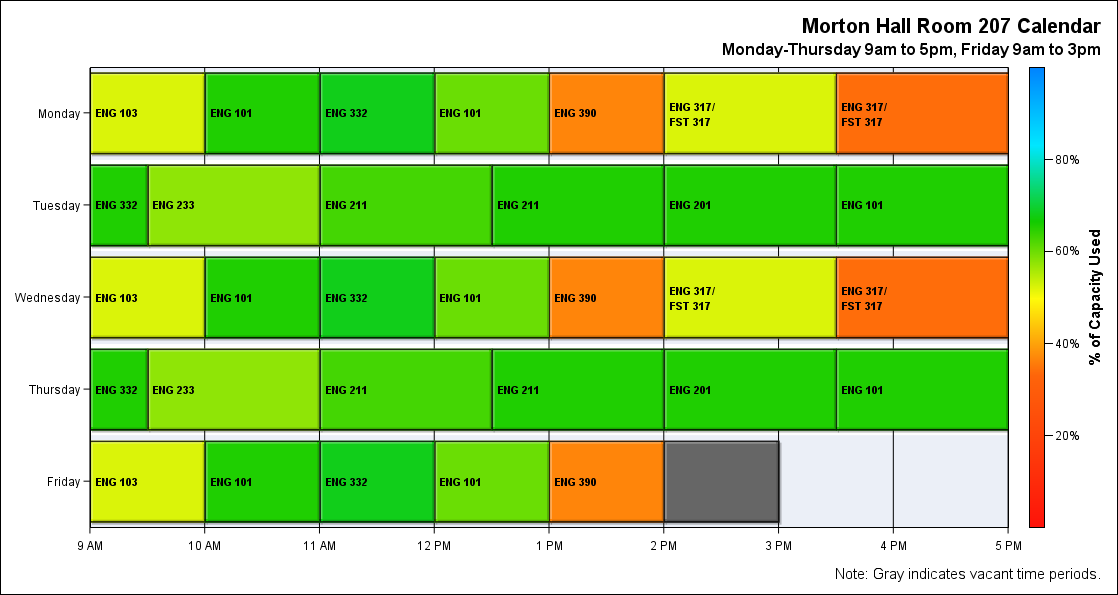 Morton Hall Room 207 Calendar
Monday-Thursday 9am to 5pm, Friday 9am to 3pm
Monday
ENG 103
ENG 101
ENG 332
ENG 101
ENG 390
ENG 317/
FST 317
ENG 317/
FST 317
Tuesday
ENG 332
ENG 233
ENG 211
ENG 211
ENG 201
ENG 101
Wednesday
ENG 103
ENG 101
ENG 332
ENG 101
ENG 390
ENG 317/
FST 317
ENG 317/
FST 317
Thursday
ENG 332
ENG 233
ENG 211
ENG 211
ENG 201
ENG 101
Friday
ENG 103
ENG 101
ENG 332
ENG 101
ENG 390
9 AM
10 AM
11 AM
12 PM
1 PM
2 PM
3 PM
4 PM
5 PM
80%
60%
40%
20%
% of Capacity Used
Note: Gray indicates vacant time periods.